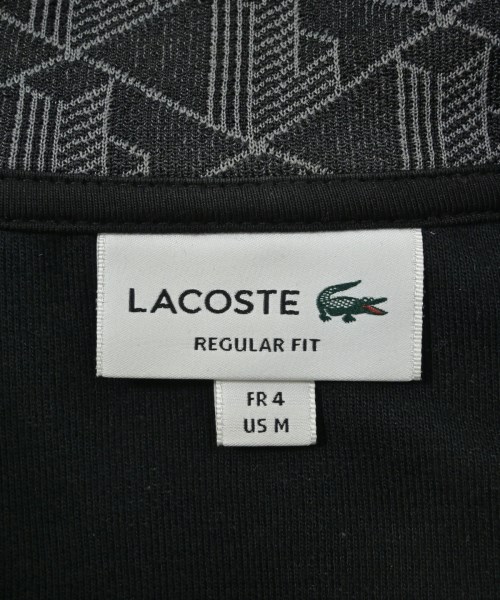 LACOSTE
REGULAR FIT
FR 4
US M